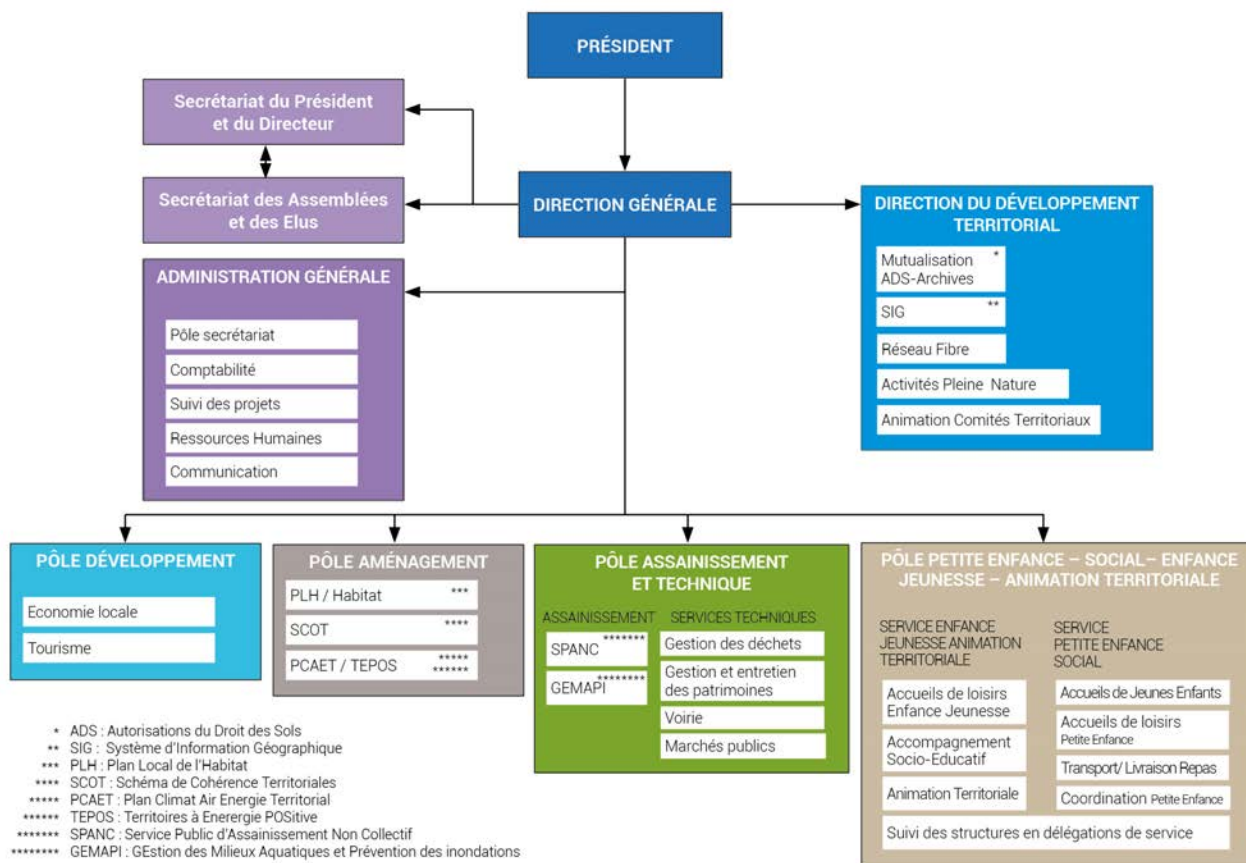 PRÉSIDENT
Secrétariat du Président
et du Directeur
Secrétariat des Assemblées
et des Elus
DIRECTION GÉNÉRALE
DIRECTION DU DÉVELOPPEMENT
TERRITORIAL
Mutualisation *
ADS-Archives
SIG **
Réseau Fibre
Activités Pleine Nature
Animation Comités Territoriaux
ADMINISTRATION GÉNÉRALE
Pôle secrétariat
Comptabilité
Suivi des projets
Ressources Humaines
Communication
PÔLE DÉVELOPPEMENT
Economie locale
Tourisme
PÔLE AMÉNAGEMENT
PLH / Habitat ***
SCOT ****
PCAET / TEPOS *****
******
PÔLE ASSAINISSEMENT
ET TECHNIQUE
ASSAINISSEMENT
SPANC *******
GEMAPI ********
SERVICES TECHNIQUES
Gestion des déchets
Gestion et entretien
des patrimoines
Voirie
Marchés publics
PÔLE PETITE ENFANCE – SOCIAL– ENFANCE
JEUNESSE – ANIMATION TERRITORIALE
SERVICE ENFANCE
JEUNESSE ANIMATION
TERRITORIALE
Accueils de loisirs
Enfance Jeunesse
Accompagnement
Socio-Educatif
Animation Territoriale
SERVICE
PETITE ENFANCE
SOCIAL
Accueils de Jeunes Enfants
Accueils de loisirs
Petite Enfance
Transport/ Livraison Repas
Coordination Petite Enfance
Suivi des structures en délégations de service
* ADS : Autorisations du Droit des Sols
** SIG : Système d'Information Géographique
*** PLH : Plan Local de l'Habitat
**** SCOT : Schéma de Cohérence Territoriales
***** PCAET : Plan Climat Air Energie Territorial
****** TEPOS : Territoires à Enerergie POSitive
******* SPANC : Service Public d'Assainissement Non Collectif
******** GEMAPI : GEstion des Milieux Aquatiques et Prévention des inondations